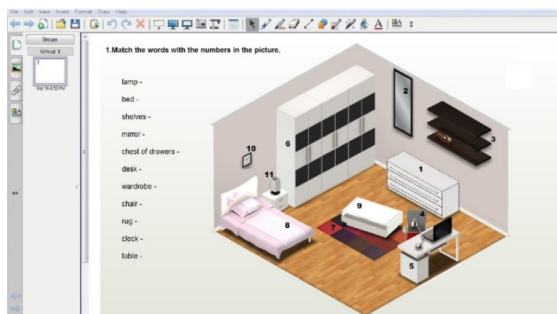 File Edit View Insert Format Draw Help
Groups
Group 1
1
1.Match the words with the numbers in the picture.
lamp -
bed -
shelves -
mirror -
chest of drawers -
desk -
wardrobe -
chair -
rug -
clock -
table -
2
3
6
10
1
11
9
4
7
8
5